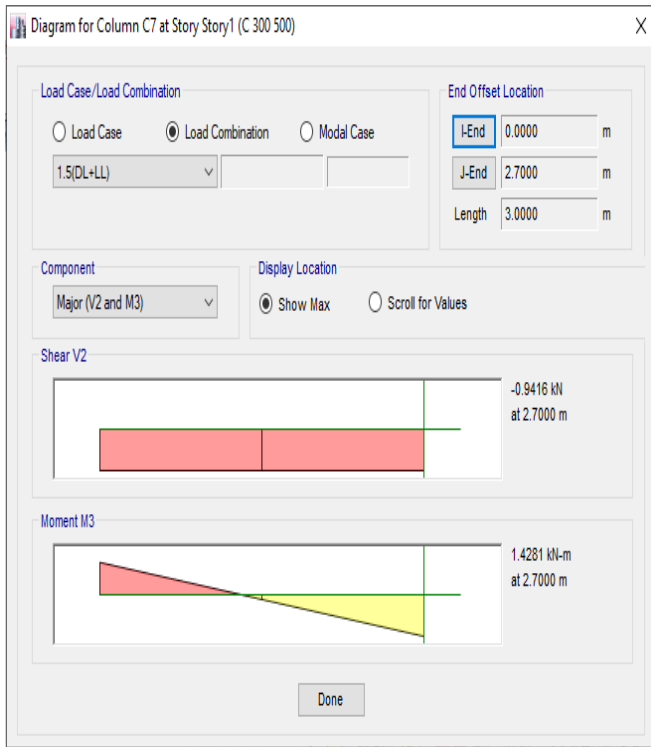 Diagram for Column C7 at Story Story1 (C 300 500)
X
Load Case/Load Combination
Load Case
Load Combination
Modal Case
1.5(DL+LL)
End Offset Location
I-End 0.0000 m
J-End 2.7000 m
Length 3.0000 m
Component
Major (V2 and M3)
Display Location
Show Max
Scroll for Values
Shear V2
-0.9416 kN
at 2.7000 m
Moment M3
1.4281 kN-m
at 2.7000 m
Done